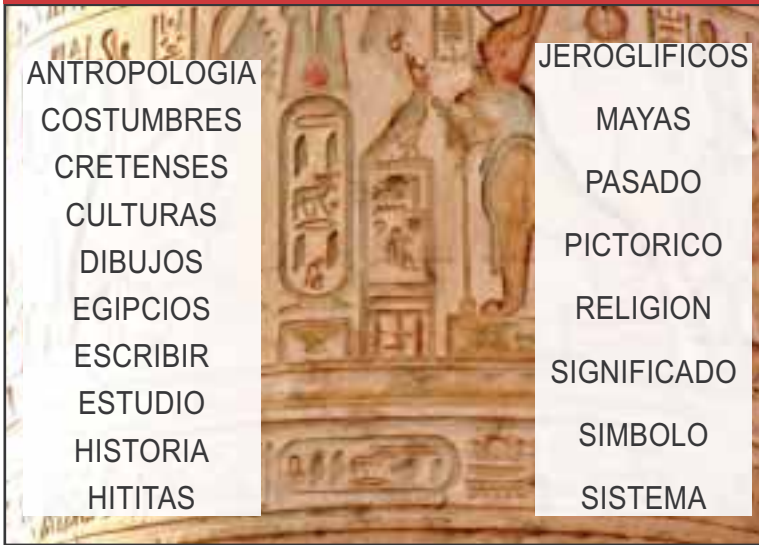 ANTROPOLOGIA
COSTUMBRES
CRETENSES
CULTURAS
DIBUJOS
EGIPCIOS
ESCRIBIR
ESTUDIO
HISTORIA
HITITAS
JEROGLIFICOS
MAYAS
PASADO
PICTORICO
RELIGION
SIGNIFICADO
SIMBOLO
SISTEMA